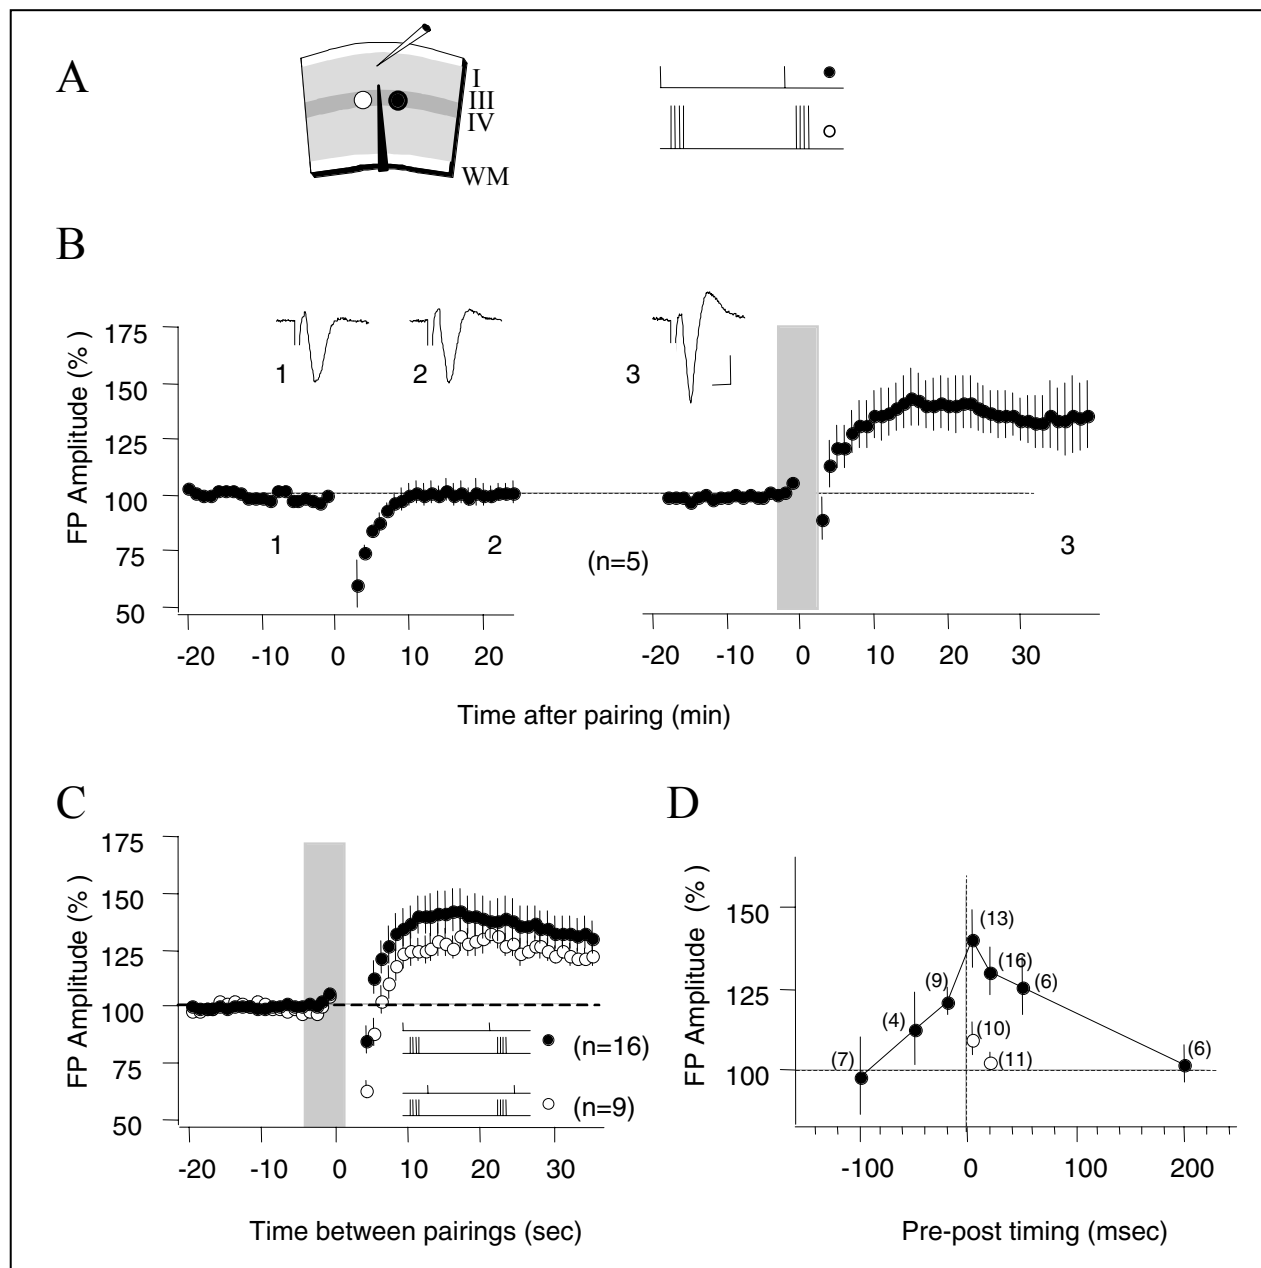 A
I
III
IV
WM
B
FP Amplitude (% )
175
150
125
100
75
50
1
2
3
1
2
(n=5)
3
-20 -10 0 10 20
-20 -10 0 10 20 30
Time after pairing (min)
C
FP Amplitude (% )
175
150
125
100
75
50
(n=16)
(n=9)
-20 -10 0 10 20 30
Time between pairings (sec)
D
FP Amplitude (% )
150
125
100
(13)
(16)
(9)
(6)
(4)
(10)
(7)
(11)
(6)
-100 0 100 200
Pre-post timing (msec)